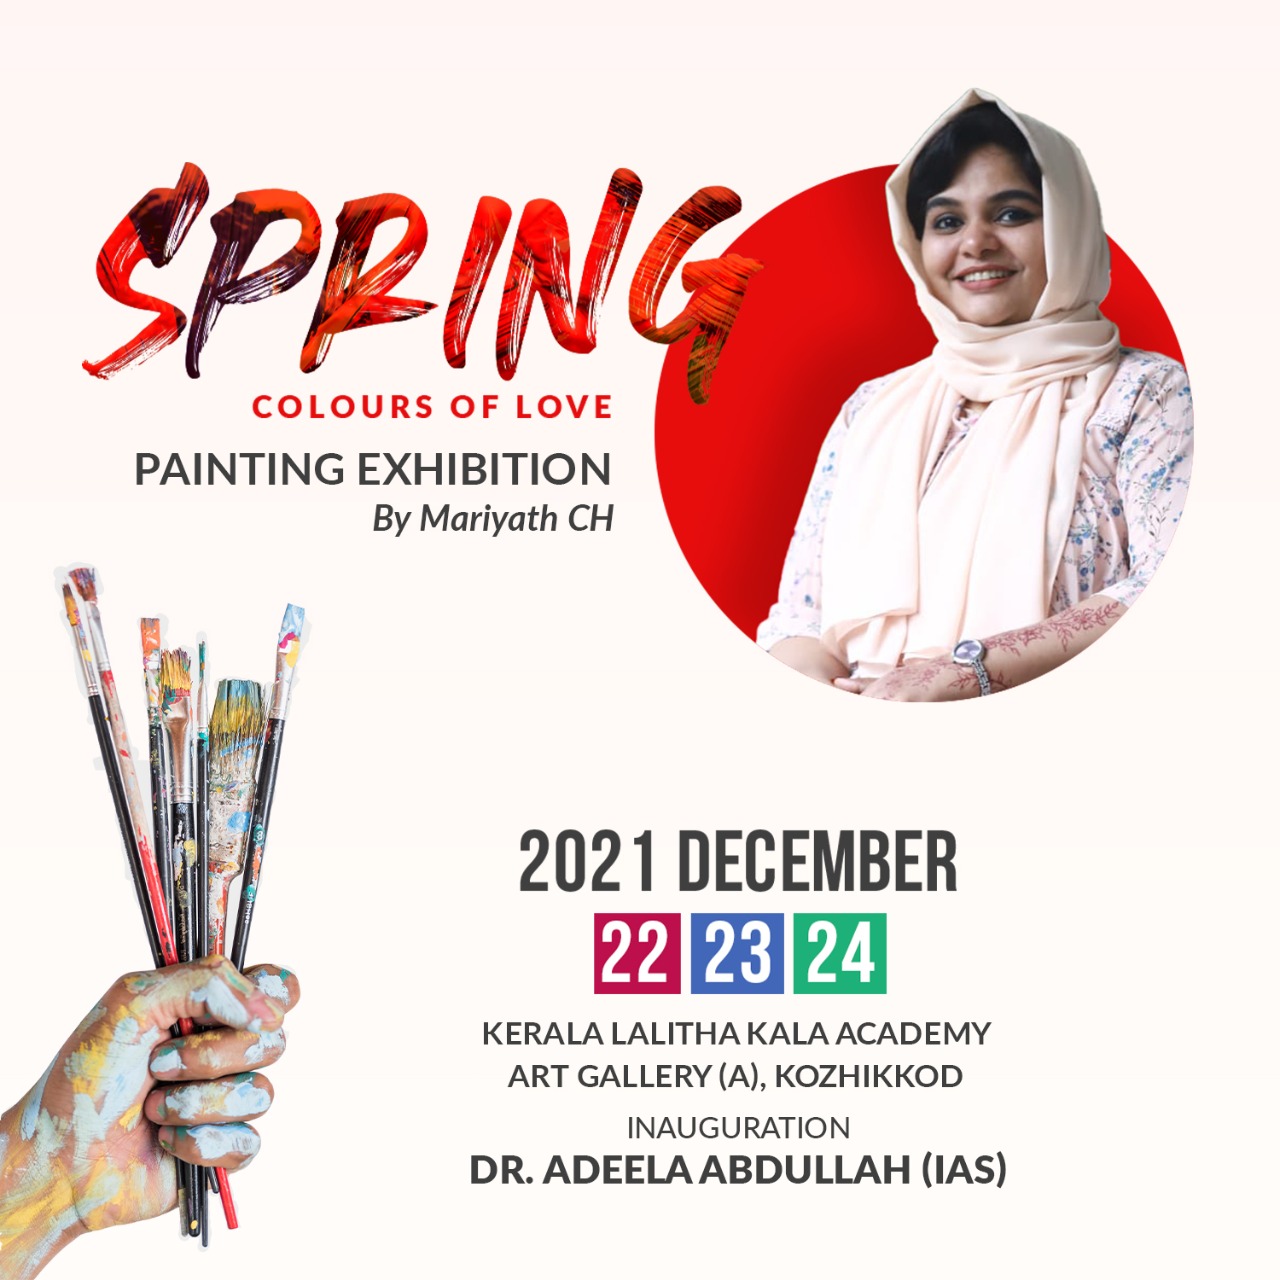 SPRING
COLOURS OF LOVE
PAINTING EXHIBITION
By Mariyath CH
2021 DECEMBER
22 23 24
KERALA LALITHA KALA ACADEMY
ART GALLERY (A), KOZHIKKOD
INAUGURATION
DR. ADEELA ABDULLAH (IAS)